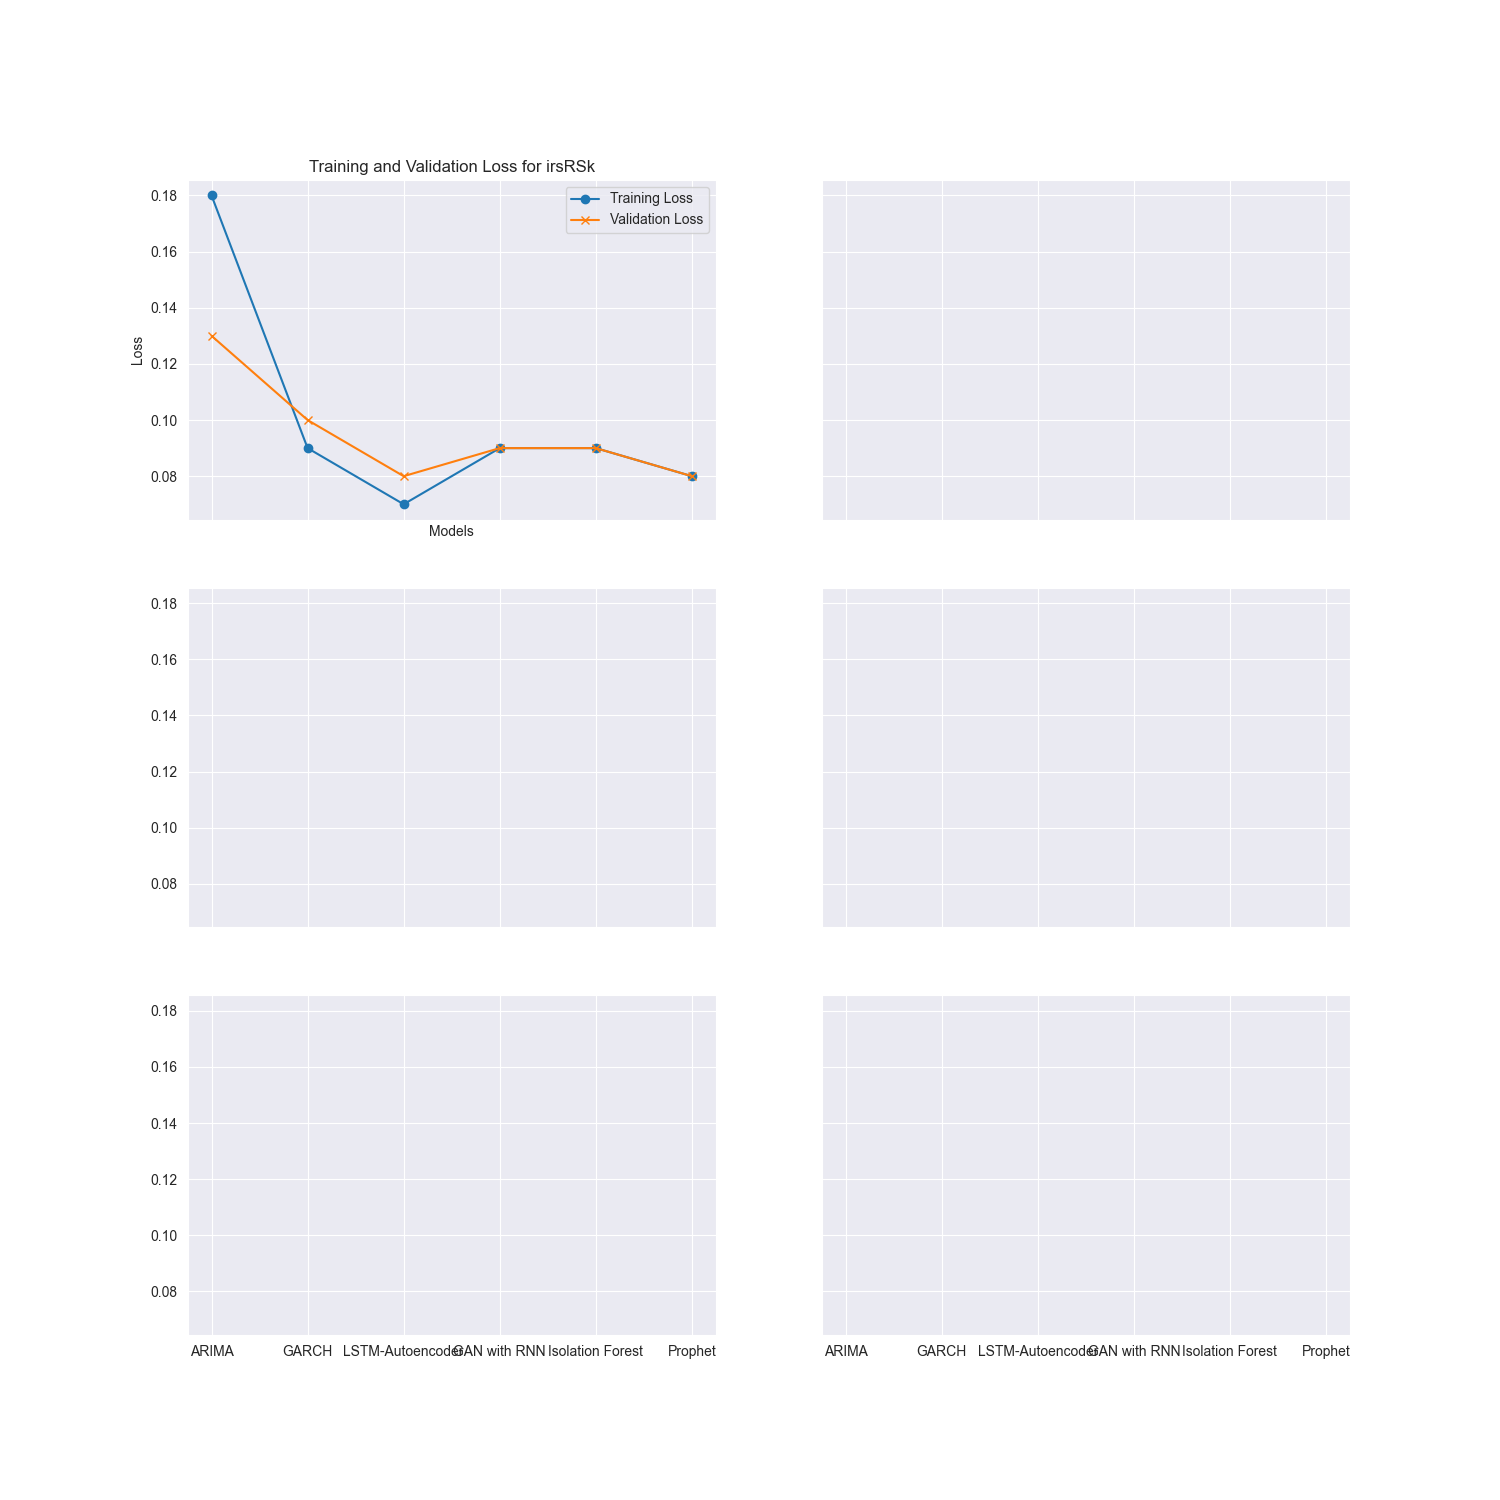 Training and Validation Loss for irsRSk
Training Loss
Validation Loss
0.18
0.16
0.14
0.12
0.10
0.08
Loss
Models
0.18
0.16
0.14
0.12
0.10
0.08
0.18
0.16
0.14
0.12
0.10
0.08
ARIMA GARCH LSTM-Autoencoder GAN with RNN Isolation Forest Prophet
ARIMA GARCH LSTM-Autoencoder GAN with RNN Isolation Forest Prophet